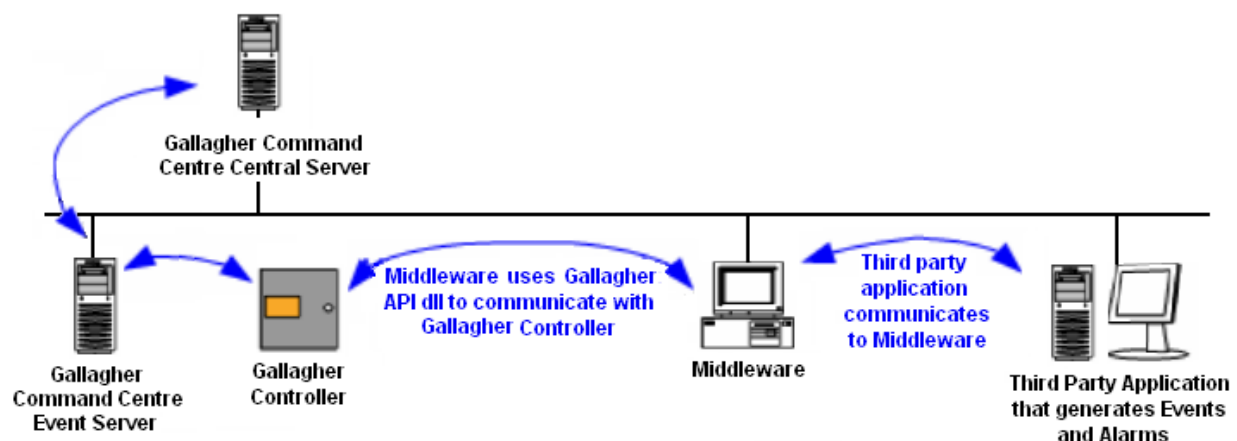 Gallagher Command
Centre Central Server
Middleware uses Gallagher
API dll to communicate with
Gallagher Controller
Third party
application
communicates
to Middleware
Gallagher
Command Centre
Event Server
Gallagher
Controller
Middleware
Third Party Application
that generates Events
and Alarms